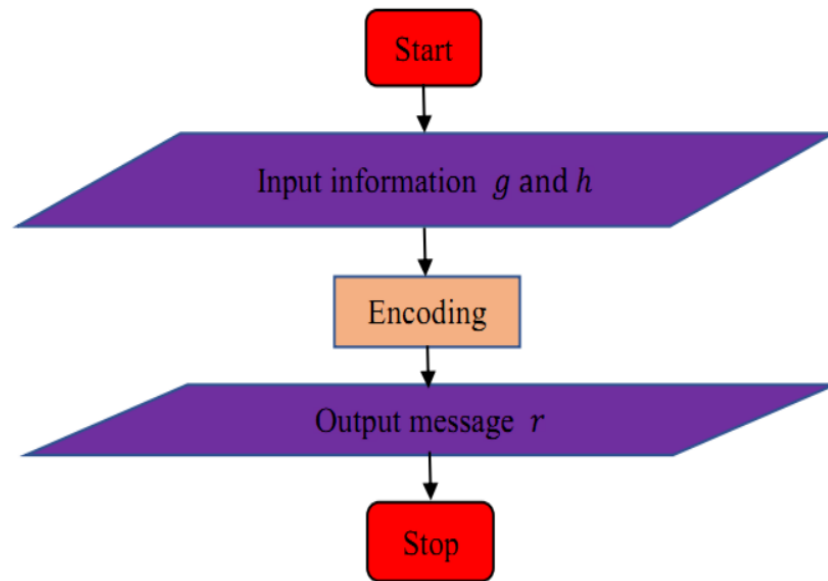 Start
Input information g and h
Encoding
Output message r
Stop